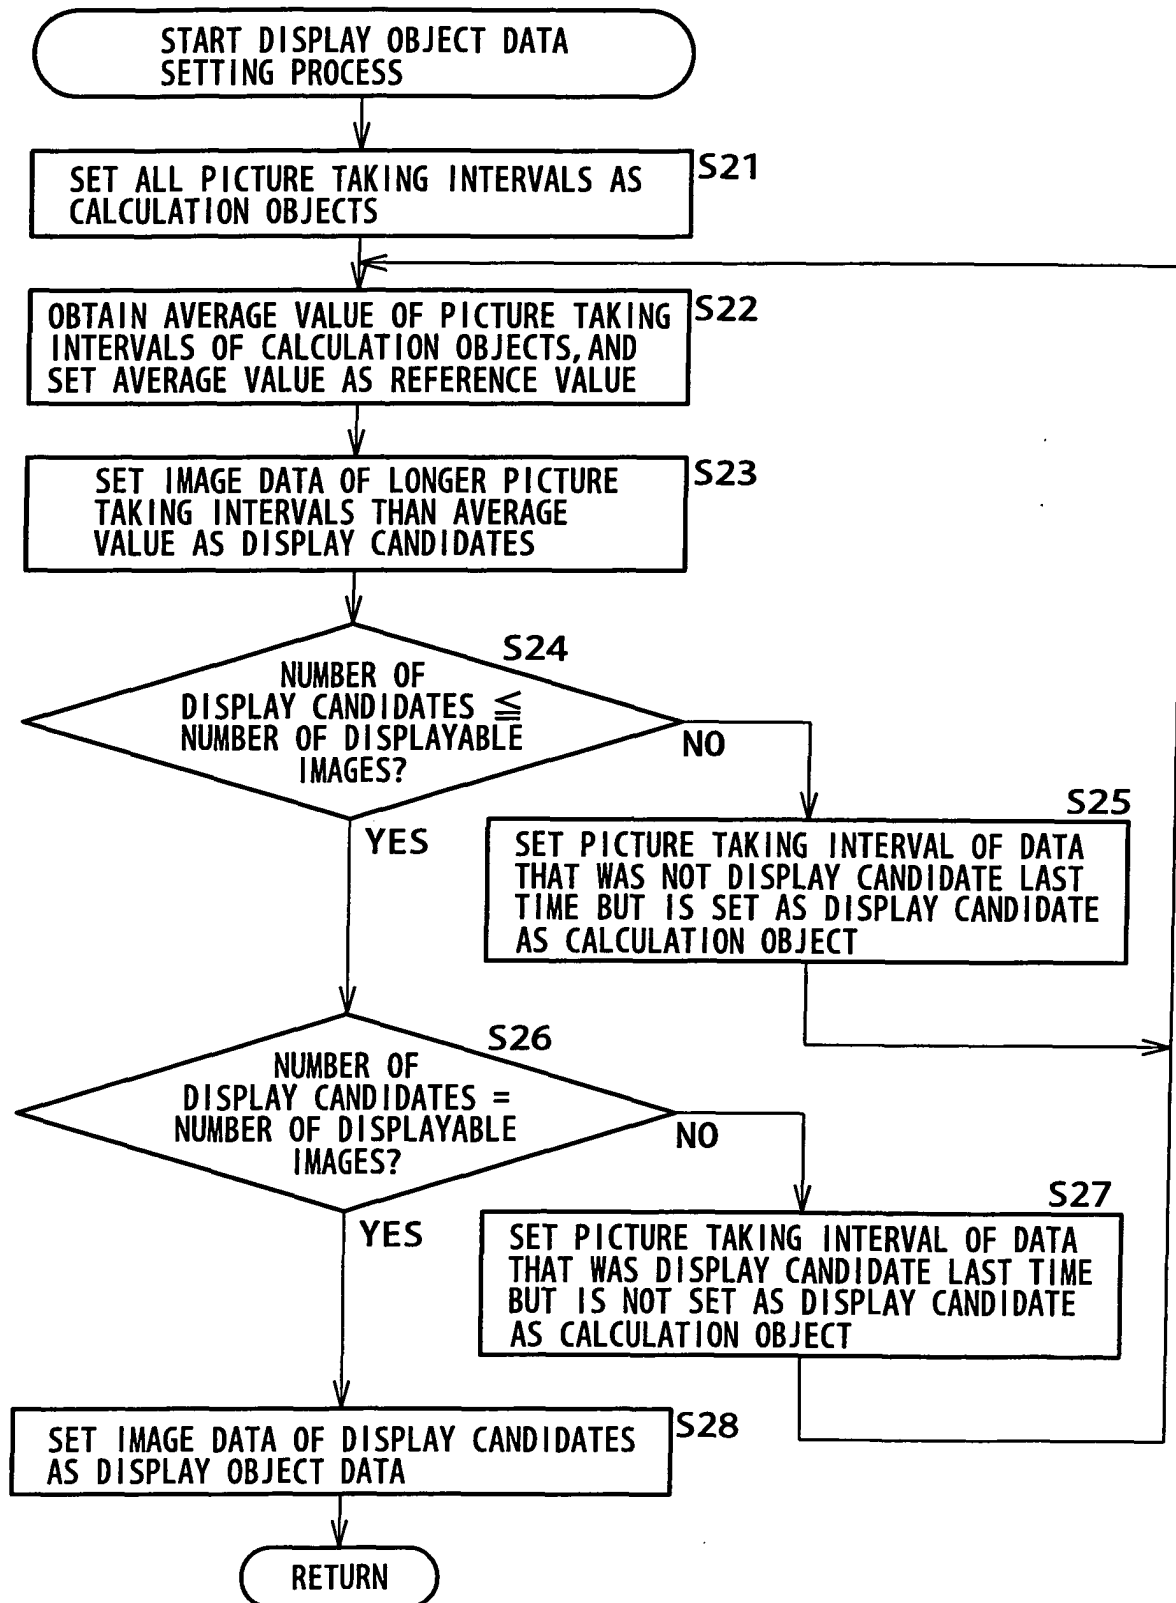 START DISPLAY OBJECT DATA
SETTING PROCESS
S21
SET ALL PICTURE TAKING INTERVALS AS
CALCULATION OBJECTS
S22
OBTAIN AVERAGE VALUE OF PICTURE TAKING
INTERVALS OF CALCULATION OBJECTS, AND
SET AVERAGE VALUE AS REFERENCE VALUE
S23
SET IMAGE DATA OF LONGER PICTURE
TAKING INTERVALS THAN AVERAGE
VALUE AS DISPLAY CANDIDATES
S24
NUMBER OF
DISPLAY CANDIDATES ≦
NUMBER OF DISPLAYABLE
IMAGES?
NO
YES
S25
SET PICTURE TAKING INTERVAL OF DATA
THAT WAS NOT DISPLAY CANDIDATE LAST
TIME BUT IS SET AS DISPLAY CANDIDATE
AS CALCULATION OBJECT
S26
NUMBER OF
DISPLAY CANDIDATES =
NUMBER OF DISPLAYABLE
IMAGES?
NO
YES
S27
SET PICTURE TAKING INTERVAL OF DATA
THAT WAS DISPLAY CANDIDATE LAST TIME
BUT IS NOT SET AS DISPLAY CANDIDATE
AS CALCULATION OBJECT
S28
SET IMAGE DATA OF DISPLAY CANDIDATES
AS DISPLAY OBJECT DATA
RETURN